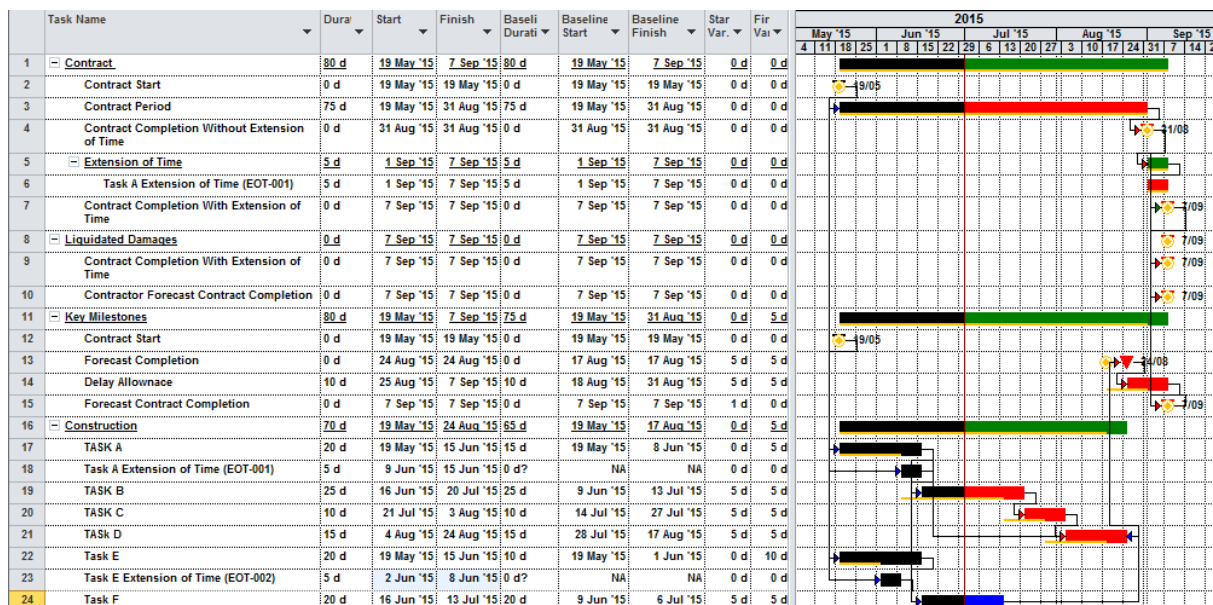 Task Name Durat Start Finish Baseli Durati Baseline Start Baseline Finish Star Var. Fir Var
2015
May '15 Jun '15 Jul '15 Aug '15 Sep '15
4 11 18 25 1 8 15 22 29 6 13 20 27 3 10 17 24 31 7 14 2
1 Contract 80 d 19 May '15 7 Sep '15 80 d 19 May '15 7 Sep '15 0 d 0 d
2 Contract Start 0 d 19 May '15 19 May '15 0 d 19 May '15 19 May '15 0 d 0 d 19/05
3 Contract Period 75 d 19 May '15 31 Aug '15 75 d 19 May '15 31 Aug '15 0 d 0 d
4 Contract Completion Without Extension of Time 0 d 31 Aug '15 31 Aug '15 0 d 31 Aug '15 31 Aug '15 0 d 0 d 31/08
5 Extension of Time 5 d 1 Sep '15 7 Sep '15 5 d 1 Sep '15 7 Sep '15 0 d 0 d
6 Task A Extension of Time (EOT-001) 5 d 1 Sep '15 7 Sep '15 5 d 1 Sep '15 7 Sep '15 0 d 0 d
7 Contract Completion With Extension of Time 0 d 7 Sep '15 7 Sep '15 0 d 7 Sep '15 7 Sep '15 0 d 0 d 7/09
8 Liquidated Damages 0 d 7 Sep '15 7 Sep '15 0 d 7 Sep '15 7 Sep '15 0 d 0 d 7/09
9 Contract Completion With Extension of Time 0 d 7 Sep '15 7 Sep '15 0 d 7 Sep '15 7 Sep '15 0 d 0 d 7/09
10 Contractor Forecast Contract Completion 0 d 7 Sep '15 7 Sep '15 0 d 7 Sep '15 7 Sep '15 0 d 0 d 7/09
11 Key Milestones 80 d 19 May '15 7 Sep '15 75 d 19 May '15 31 Aug '15 0 d 5 d
12 Contract Start 0 d 19 May '15 19 May '15 0 d 19 May '15 19 May '15 0 d 0 d 19/05
13 Forecast Completion 0 d 24 Aug '15 24 Aug '15 0 d 17 Aug '15 17 Aug '15 5 d 5 d 24/08
14 Delay Allownace 10 d 25 Aug '15 7 Sep '15 10 d 18 Aug '15 31 Aug '15 5 d 5 d
15 Forecast Contract Completion 0 d 7 Sep '15 7 Sep '15 0 d 7 Sep '15 7 Sep '15 1 d 0 d 7/09
16 Construction 70 d 19 May '15 24 Aug '15 65 d 19 May '15 17 Aug '15 0 d 5 d
17 TASK A 20 d 19 May '15 15 Jun '15 15 d 19 May '15 8 Jun '15 0 d 5 d
18 Task A Extension of Time (EOT-001) 5 d 9 Jun '15 15 Jun '15 0 d? NA NA 0 d 0 d
19 TASK B 25 d 16 Jun '15 20 Jul '15 25 d 9 Jun '15 13 Jul '15 5 d 5 d
20 TASK C 10 d 21 Jul '15 3 Aug '15 10 d 14 Jul '15 27 Jul '15 5 d 5 d
21 TASk D 15 d 4 Aug '15 24 Aug '15 15 d 28 Jul '15 17 Aug '15 5 d 5 d
22 Task E 20 d 19 May '15 15 Jun '15 10 d 19 May '15 1 Jun '15 0 d 10 d
23 Task E Extension of Time (EOT-002) 5 d 2 Jun '15 8 Jun '15 0 d? NA NA 0 d 0 d
24 Task F 20 d 16 Jun '15 13 Jul '15 20 d 9 Jun '15 6 Jul '15 5 d 5 d